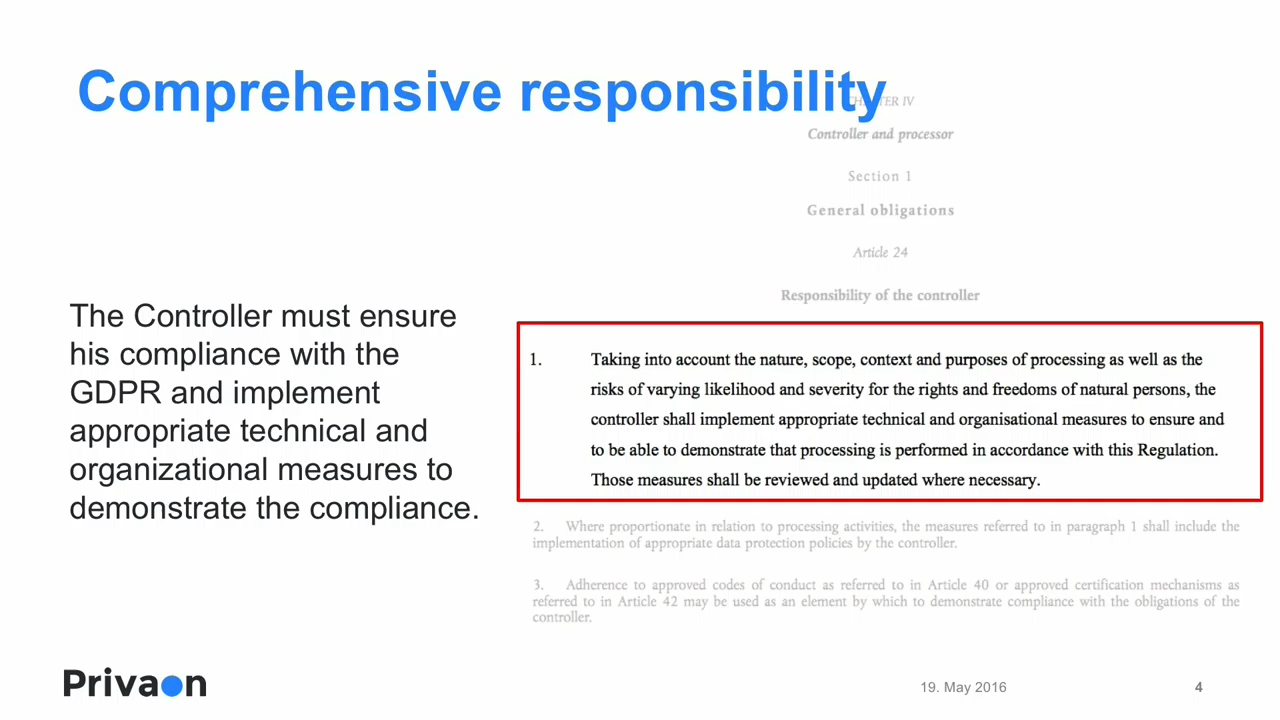 Comprehensive responsibility
CHAPTER IV
Controller and processor
Section 1
General obligations
Article 24
Responsibility of the controller
The Controller must ensure
his compliance with the
GDPR and implement
appropriate technical and
organizational measures to
demonstrate the compliance.
1. Taking into account the nature, scope, context and purposes of processing as well as the
risks of varying likelihood and severity for the rights and freedoms of natural persons, the
controller shall implement appropriate technical and organisational measures to ensure and
to be able to demonstrate that processing is performed in accordance with this Regulation.
Those measures shall be reviewed and updated where necessary.
2. Where proportionate in relation to processing activities, the measures referred to in paragraph 1 shall include the
implementation of appropriate data protection policies by the controller.
3. Adherence to approved codes of conduct as referred to in Article 40 or approved certification mechanisms as
referred to in Article 42 may be used as an element by which to demonstrate compliance with the obligations of the
controller.
Privaon
19. May 2016
4